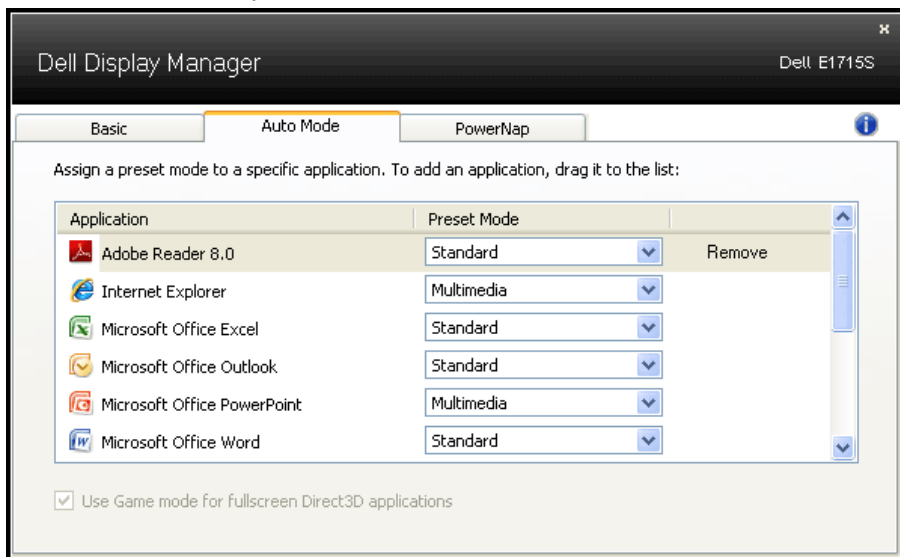 x
Dell Display Manager Dell E1715S
Basic Auto Mode PowerNap
Assign a preset mode to a specific application. To add an application, drag it to the list:
Application Preset Mode
Adobe Reader 8.0 Standard Remove
Internet Explorer Multimedia
Microsoft Office Excel Standard
Microsoft Office Outlook Standard
Microsoft Office PowerPoint Multimedia
Microsoft Office Word Standard
Use Game mode for fullscreen Direct3D applications